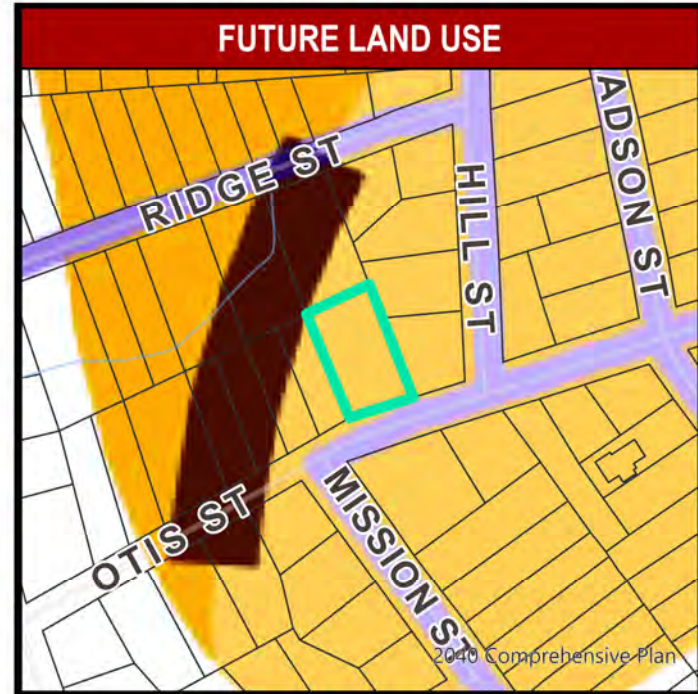 FUTURE LAND USE
ADSON ST
RIDGE ST
HILL ST
OTIS ST
MISSION ST
2040 Comprehensive Plan